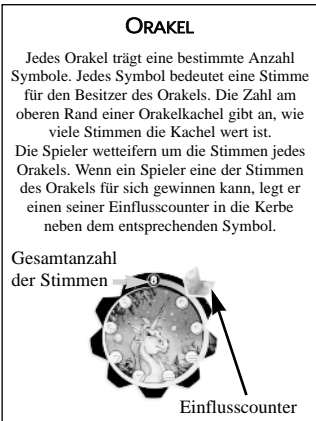 ORAKEL
Jedes Orakel trägt eine bestimmte Anzahl
Symbole. Jedes Symbol bedeutet eine Stimme
für den Besitzer des Orakels. Die Zahl am
oberen Rand einer Orakelkachel gibt an, wie
viele Stimmen die Kachel wert ist.
Die Spieler wetteifern um die Stimmen jedes
Orakels. Wenn ein Spieler eine der Stimmen
des Orakels für sich gewinnen kann, legt er
einen seiner Einflusscounter in die Kerbe
neben dem entsprechenden Symbol.
Gesamtanzahl
der Stimmen
Einflusscounter